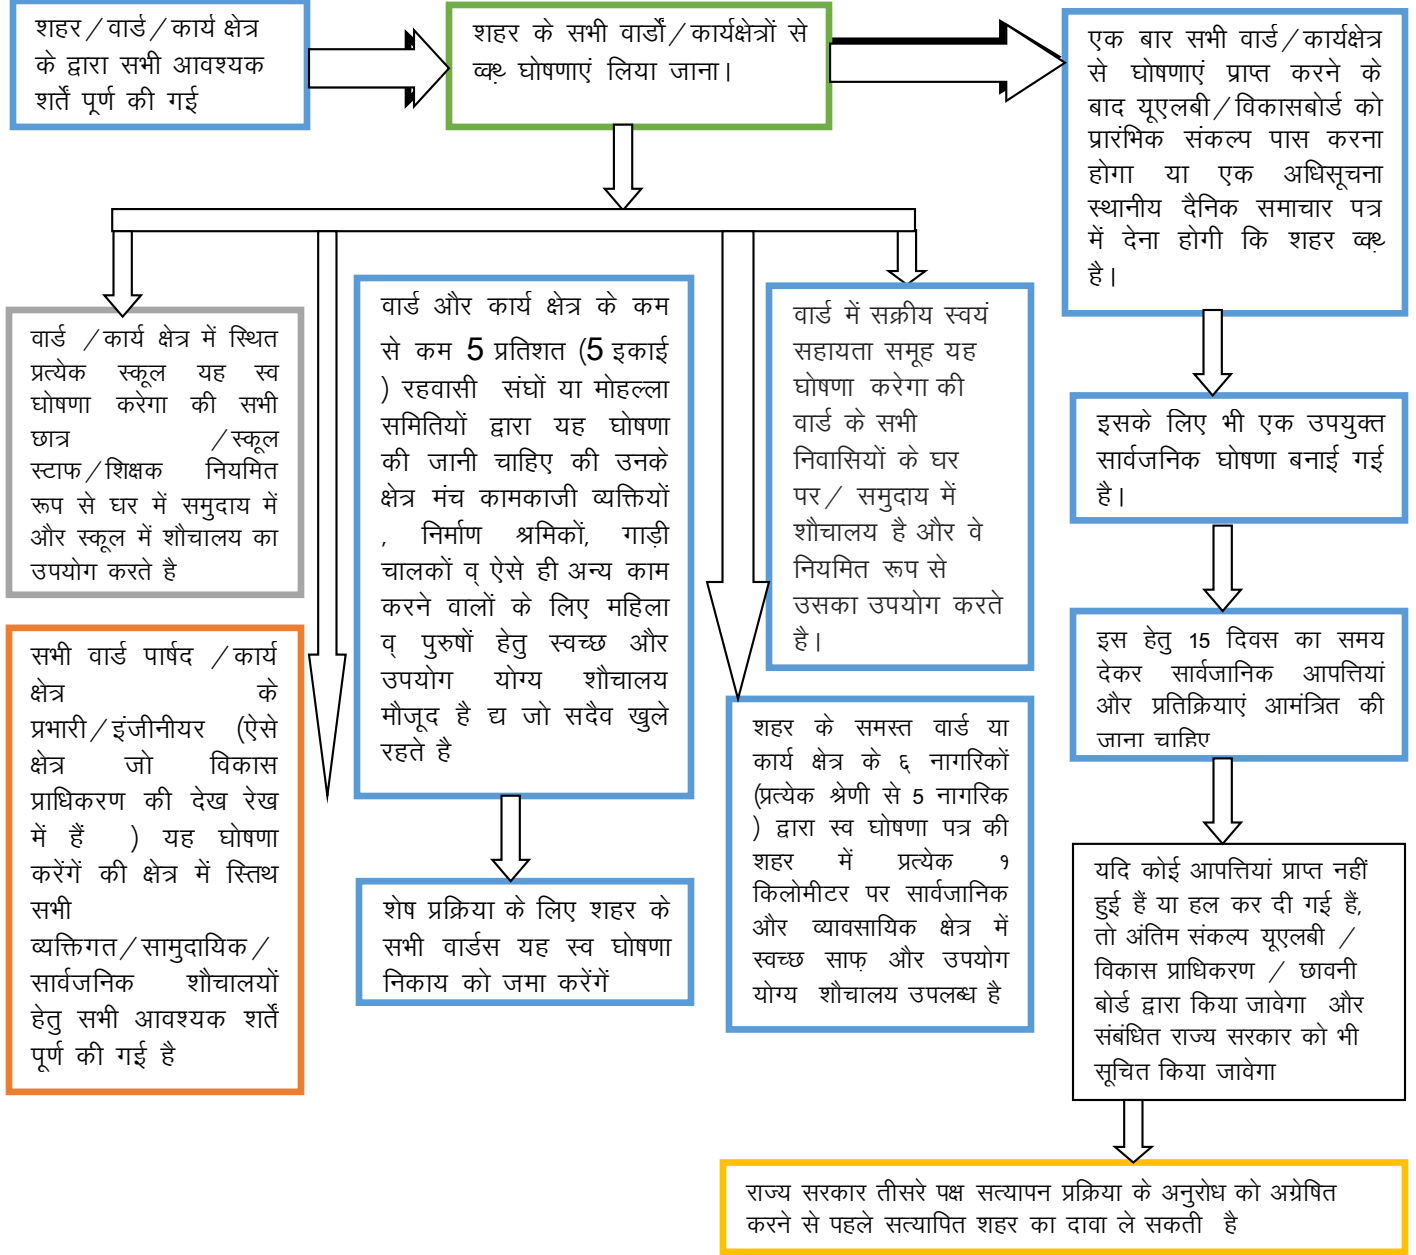 शहर/वार्ड/कार्य क्षेत्र
के द्वारा सभी आवश्यक
शर्तें पूर्ण की गई
शहर के सभी वार्डों/कार्यक्षेत्रों से
व्क्थ् घोषणाएं लिया जाना।
एक बार सभी वार्ड/कार्यक्षेत्र
से घोषणाएं प्राप्त करने के
बाद यूएलबी/विकासबोर्ड को
प्रारंभिक संकल्प पास करना
होगा या एक अधिसूचना
स्थानीय दैनिक समाचार पत्र
में देना होगी कि शहर व्क्थ्
है।
वार्ड /कार्य क्षेत्र में स्थित
प्रत्येक स्कूल यह स्व
घोषणा करेगा की सभी
छात्र /स्कूल
स्टाफ/शिक्षक नियमित
रूप से घर में समुदाय में
और स्कूल में शौचालय का
उपयोग करते है
वार्ड और कार्य क्षेत्र के कम
से कम 5 प्रतिशत (5 इकाई
) रहवासी संघों या मोहल्ला
समितियों द्वारा यह घोषणा
की जानी चाहिए की उनके
क्षेत्र मंच कामकाजी व्यक्तियों
, निर्माण श्रमिकों, गाड़ी
चालकों व् ऐसे ही अन्य काम
करने वालों के लिए महिला
व् पुरुषों हेतु स्वच्छ और
उपयोग योग्य शौचालय
मौजूद है द्य जो सदैव खुले
रहते है
वार्ड में सक्रीय स्वयं
सहायता समूह यह
घोषणा करेगा की
वार्ड के सभी
निवासियों के घर
पर/ समुदाय में
शौचालय है और वे
नियमित रूप से
उसका उपयोग करते
है।
इसके लिए भी एक उपयुक्त
सार्वजनिक घोषणा बनाई गई
है।
इस हेतु 15 दिवस का समय
देकर सार्वजानिक आपत्तियां
और प्रतिक्रियाएं आमंत्रित की
जाना चाहिए
सभी वार्ड पार्षद /कार्य
क्षेत्र के
प्रभारी/इंजीनीयर (ऐसे
क्षेत्र जो विकास
प्राधिकरण की देख रेख
में हैं ) यह घोषणा
करेंगें की क्षेत्र में स्तिथ
सभी
व्यक्तिगत/सामुदायिक/
सार्वजनिक शौचालयों
हेतु सभी आवश्यक शर्तें
पूर्ण की गई है
शहर के समस्त वार्ड या
कार्य क्षेत्र के ६ नागरिकों
(प्रत्येक श्रेणी से 5 नागरिक
) द्वारा स्व घोषणा पत्र की
शहर में प्रत्येक १
किलोमीटर पर सार्वजानिक
और व्यावसायिक क्षेत्र में
स्वच्छ साफ़ और उपयोग
योग्य शौचालय उपलब्ध है
शेष प्रक्रिया के लिए शहर के
सभी वार्डस यह स्व घोषणा
निकाय को जमा करेंगें
यदि कोई आपत्तियां प्राप्त नहीं
हुई हैं या हल कर दी गई हैं,
तो अंतिम संकल्प यूएलबी /
विकास प्राधिकरण / छावनी
बोर्ड द्वारा किया जावेगा और
संबंधित राज्य सरकार को भी
सूचित किया जावेगा
राज्य सरकार तीसरे पक्ष सत्यापन प्रक्रिया के अनुरोध को अग्रेषित
करने से पहले सत्यापित शहर का दावा ले सकती है